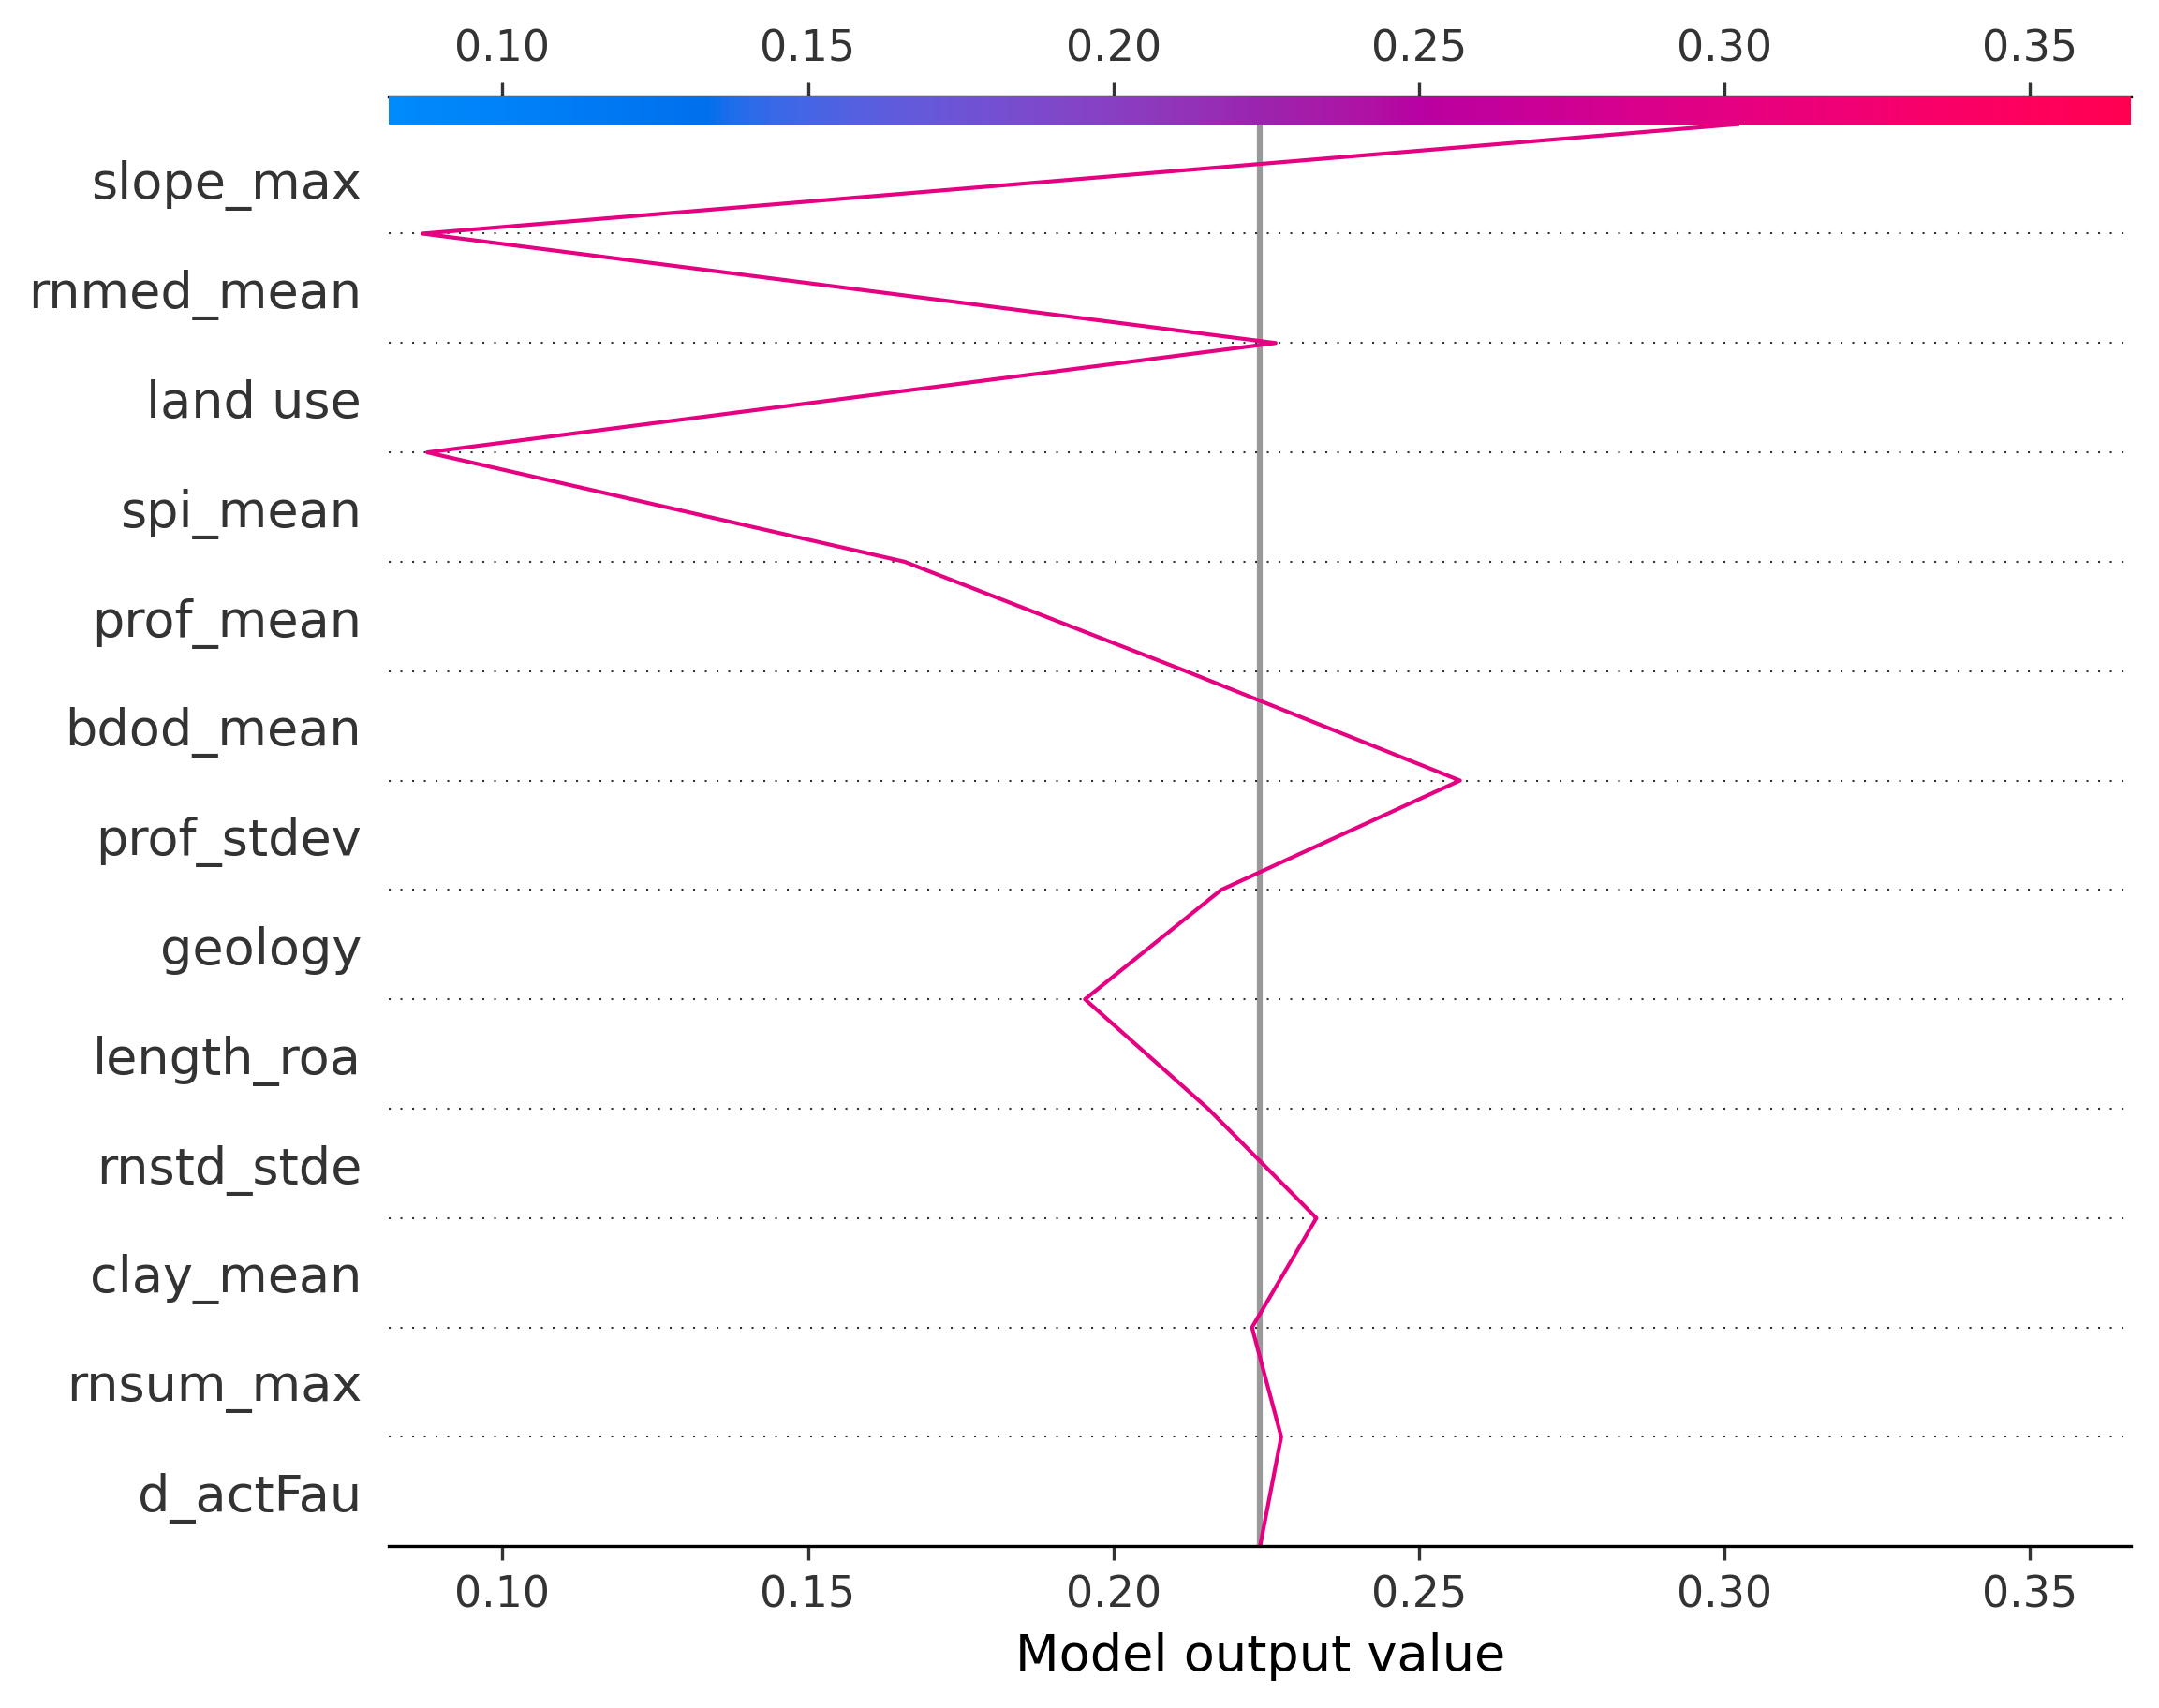 0.10 0.15 0.20 0.25 0.30 0.35
slope_max
rnmed_mean
land use
spi_mean
prof_mean
bdod_mean
prof_stdev
geology
length_roa
rnstd_stde
clay_mean
rnsum_max
d_actFau
0.10 0.15 0.20 0.25 0.30 0.35
Model output value